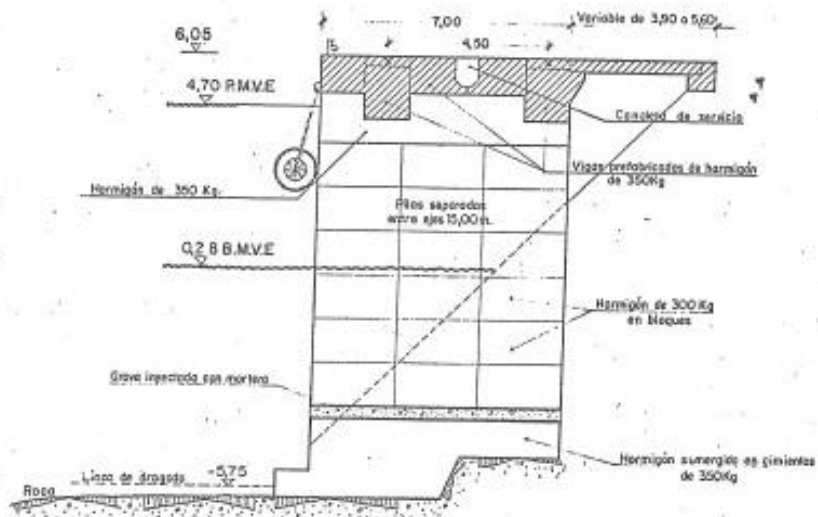 7,00
Variable de 3,90 a 5,60
6,05
4,50
4,70 P.M.V.E
Canaleta de servicio
Vigas prefabricadas de hormigón
de 350Kg
Hormigón de 350 Kg.
Pilas separadas
entre ejes 15,00 m.
0,28 B.M.V.E
Hormigón de 300 Kg
en bloques
Grava inyectada con mortero
Hormigón sumergido en cimientos
de 350Kg
Línea de dragado
-5,75
Roca